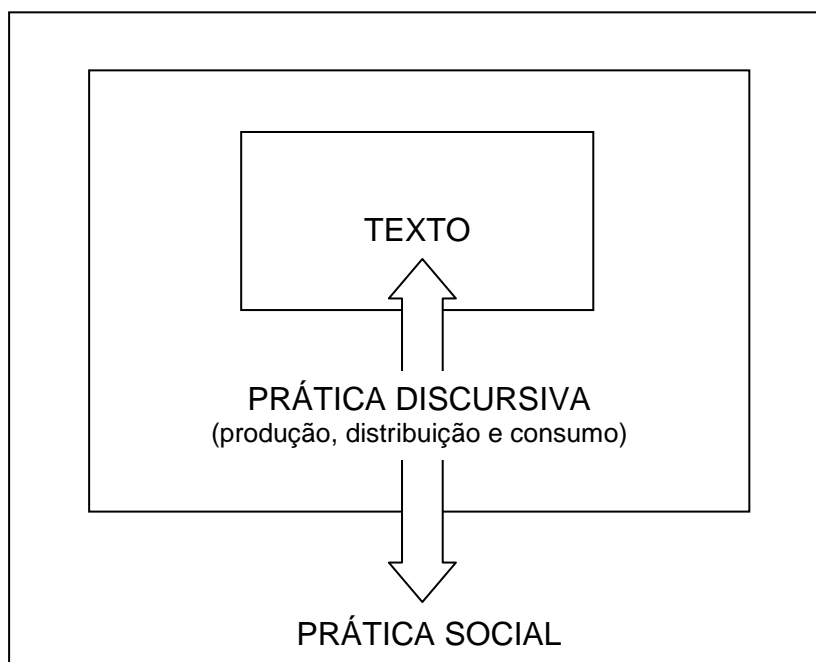 TEXTO
PRÁTICA DISCURSIVA
(produção, distribuição e consumo)
PRÁTICA SOCIAL